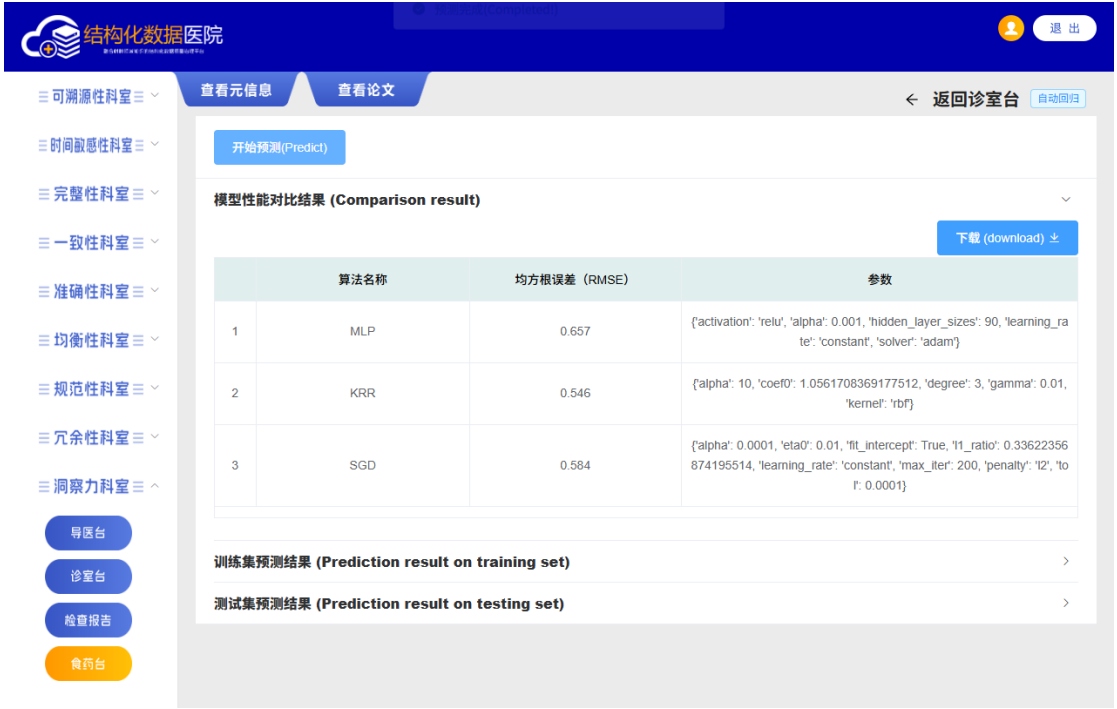 预测完成(Completed!)
结构化数据医院
退 出
可溯源性科室
时间敏感性科室
完整性科室
一致性科室
准确性科室
均衡性科室
规范性科室
冗余性科室
洞察力科室
导医台
诊室台
检查报告
食药台
查看元信息
查看论文
← 返回诊室台
自动回归
开始预测(Predict)
模型性能对比结果 (Comparison result)
下载 (download)
算法名称 均方根误差（RMSE） 参数
1 MLP 0.657 {'activation': 'relu', 'alpha': 0.001, 'hidden_layer_sizes': 90, 'learning_ra
te': 'constant', 'solver': 'adam'}
2 KRR 0.546 {'alpha': 10, 'coef0': 1.0561708369177512, 'degree': 3, 'gamma': 0.01,
'kernel': 'rbf'}
3 SGD 0.584 {'alpha': 0.0001, 'eta0': 0.01, 'fit_intercept': True, 'l1_ratio': 0.33622356
874195514, 'learning_rate': 'constant', 'max_iter': 200, 'penalty': 'l2', 'to
l': 0.0001}
训练集预测结果 (Prediction result on training set)
测试集预测结果 (Prediction result on testing set)